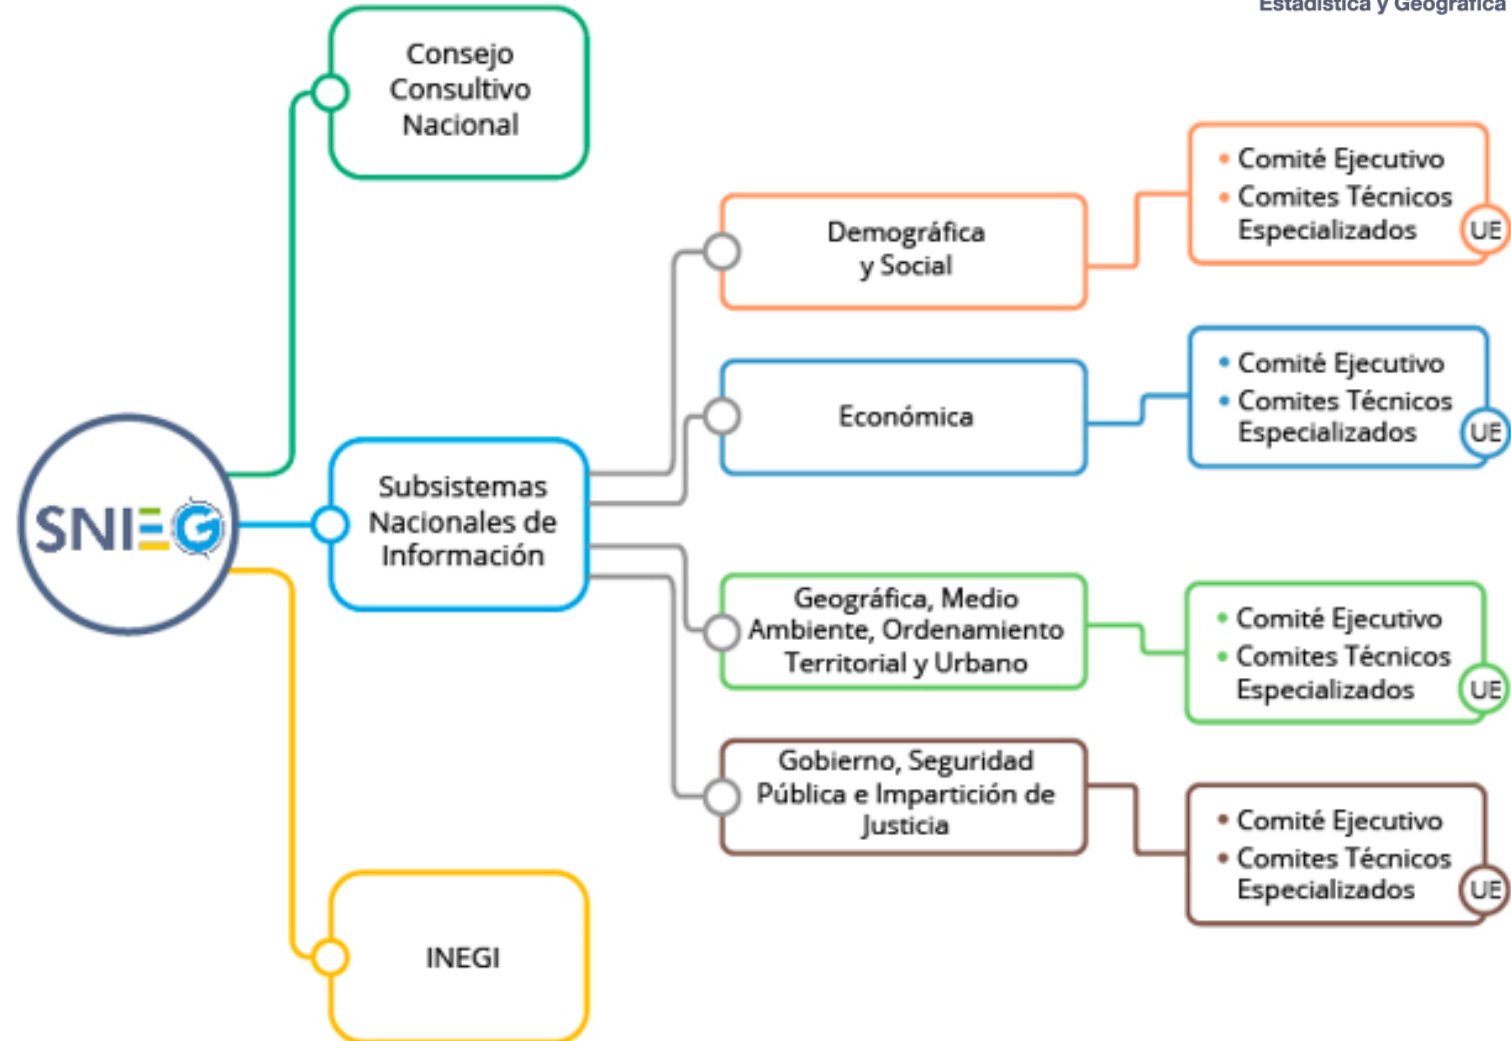 Estadística y Geográfica
Consejo
Consultivo
Nacional
SNIEG
Subsistemas
Nacionales de
Información
INEGI
Demográfica
y Social
Económica
Geográfica, Medio
Ambiente, Ordenamiento
Territorial y Urbano
Gobierno, Seguridad
Pública e Impartición de
Justicia
• Comité Ejecutivo
• Comites Técnicos
Especializados
UE
• Comité Ejecutivo
• Comites Técnicos
Especializados
UE
• Comité Ejecutivo
• Comites Técnicos
Especializados
UE
• Comité Ejecutivo
• Comites Técnicos
Especializados
UE